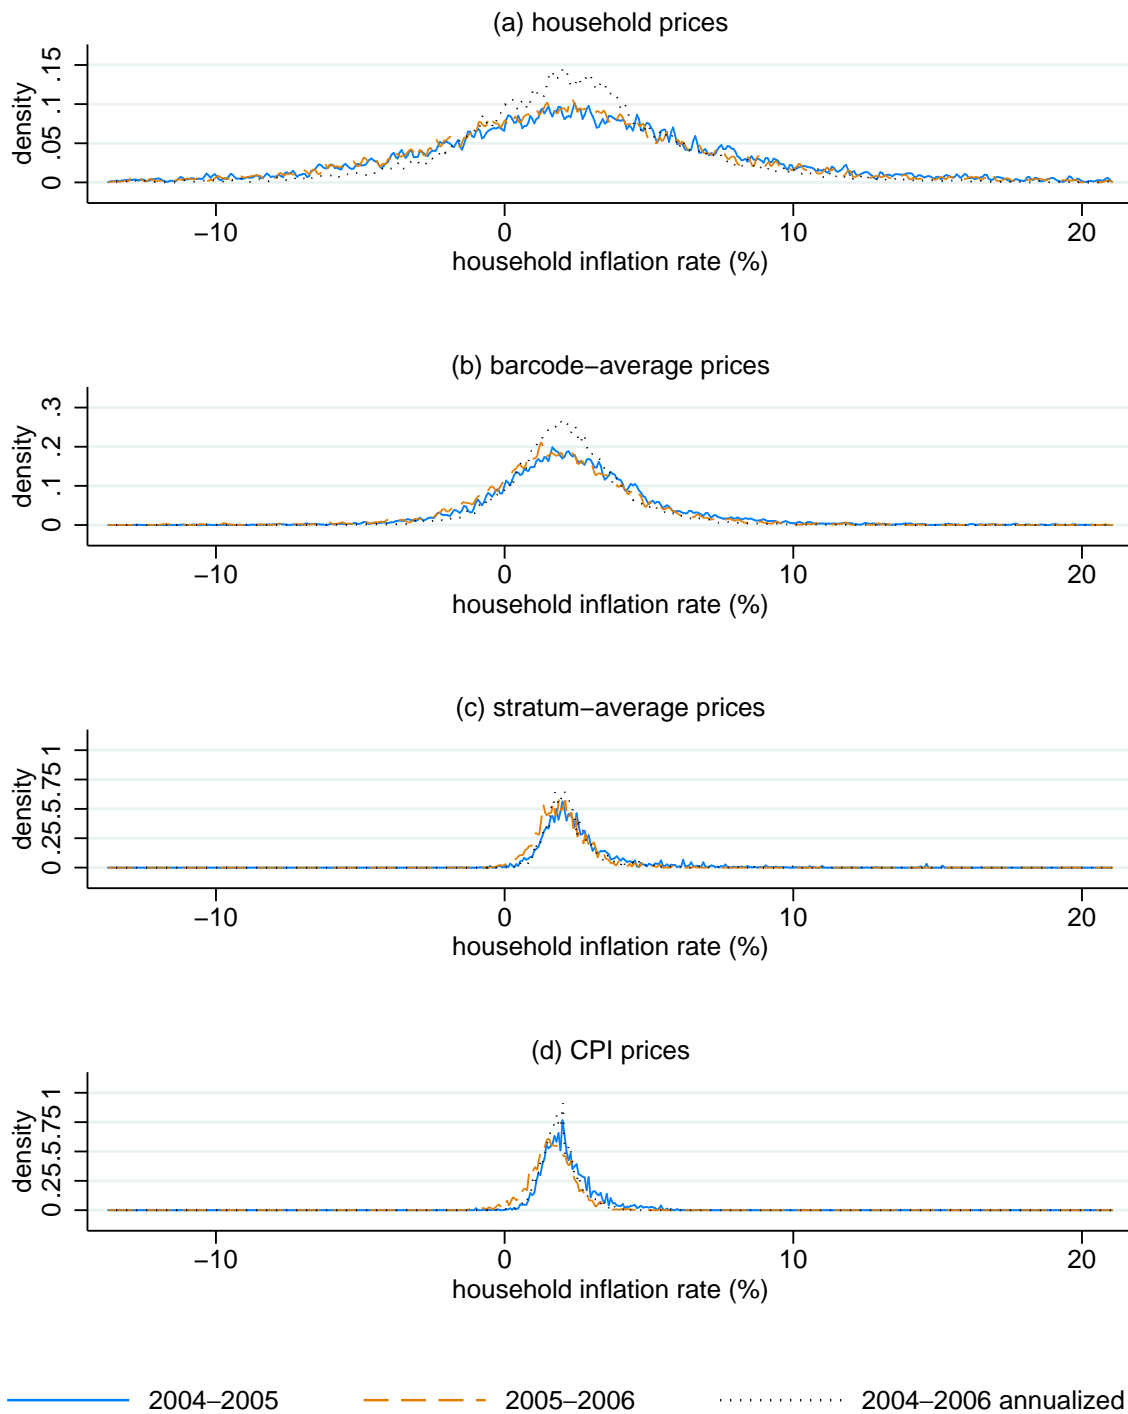 (a) household prices
density
0 .05 .1 .15
−10 0 10 20
household inflation rate (%)
(b) barcode−average prices
density
0 .1 .2 .3
−10 0 10 20
household inflation rate (%)
(c) stratum−average prices
density
0 .25 .5 .75 1
−10 0 10 20
household inflation rate (%)
(d) CPI prices
density
0 .25 .5 .75 1
−10 0 10 20
household inflation rate (%)
2004−2005 2005−2006 2004−2006 annualized